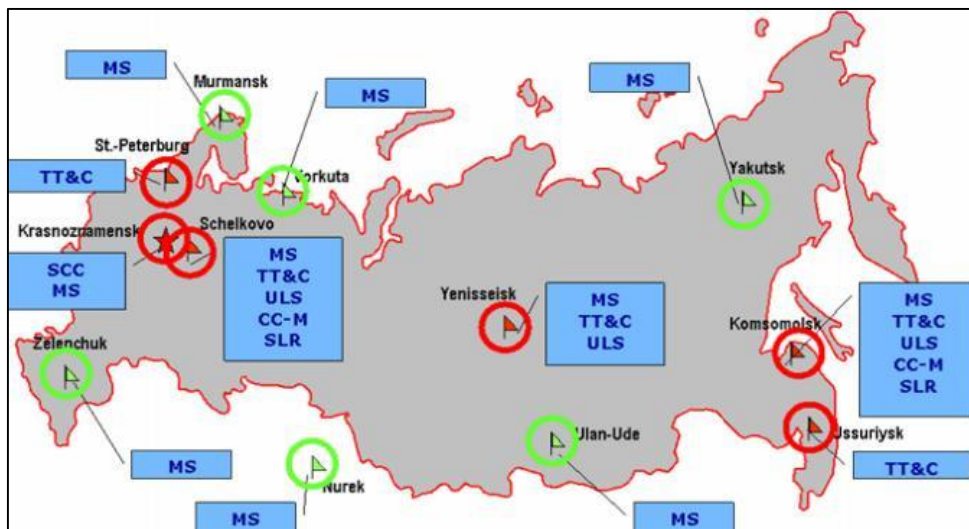 MS
Murmansk
MS
MS
St.-Peterburg
TT&C
Vorkuta
Yakutsk
Krasnoznamensk
Schelkovo
SCC
MS
MS
TT&C
ULS
CC-M
SLR
Yenisseisk
MS
TT&C
ULS
Komsomolsk
MS
TT&C
ULS
CC-M
SLR
Zelenchuk
MS
Nurek
MS
Ulan-Ude
MS
Ussuriysk
TT&C